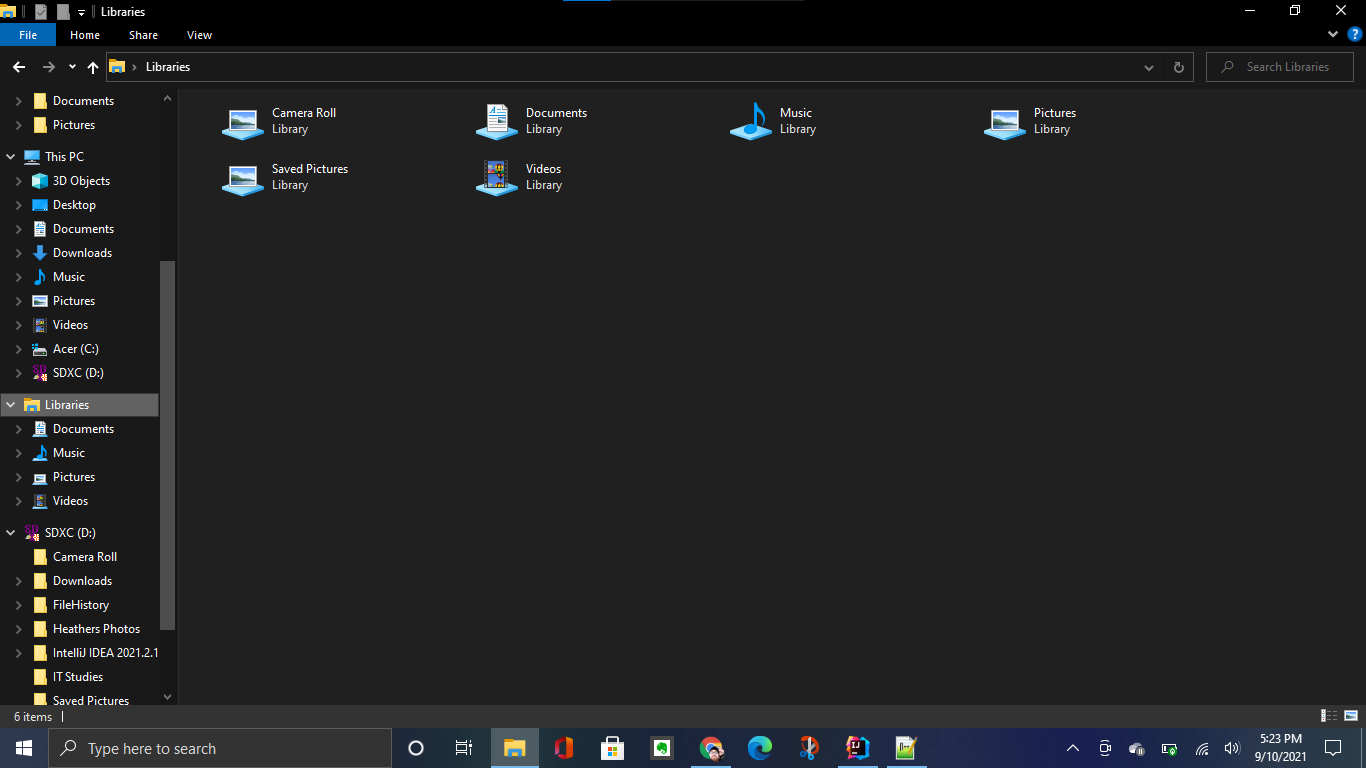 Libraries
File Home Share View
Libraries
Search Libraries
Documents
Pictures
This PC
3D Objects
Desktop
Documents
Downloads
Music
Pictures
Videos
Acer (C:)
SDXC (D:)
Libraries
Documents
Music
Pictures
Videos
SDXC (D:)
Camera Roll
Downloads
FileHistory
Heathers Photos
IntelliJ IDEA 2021.2.1
IT Studies
Saved Pictures
Camera Roll
Library
Documents
Library
Music
Library
Pictures
Library
Saved Pictures
Library
Videos
Library
6 items
Type here to search
5:23 PM
9/10/2021